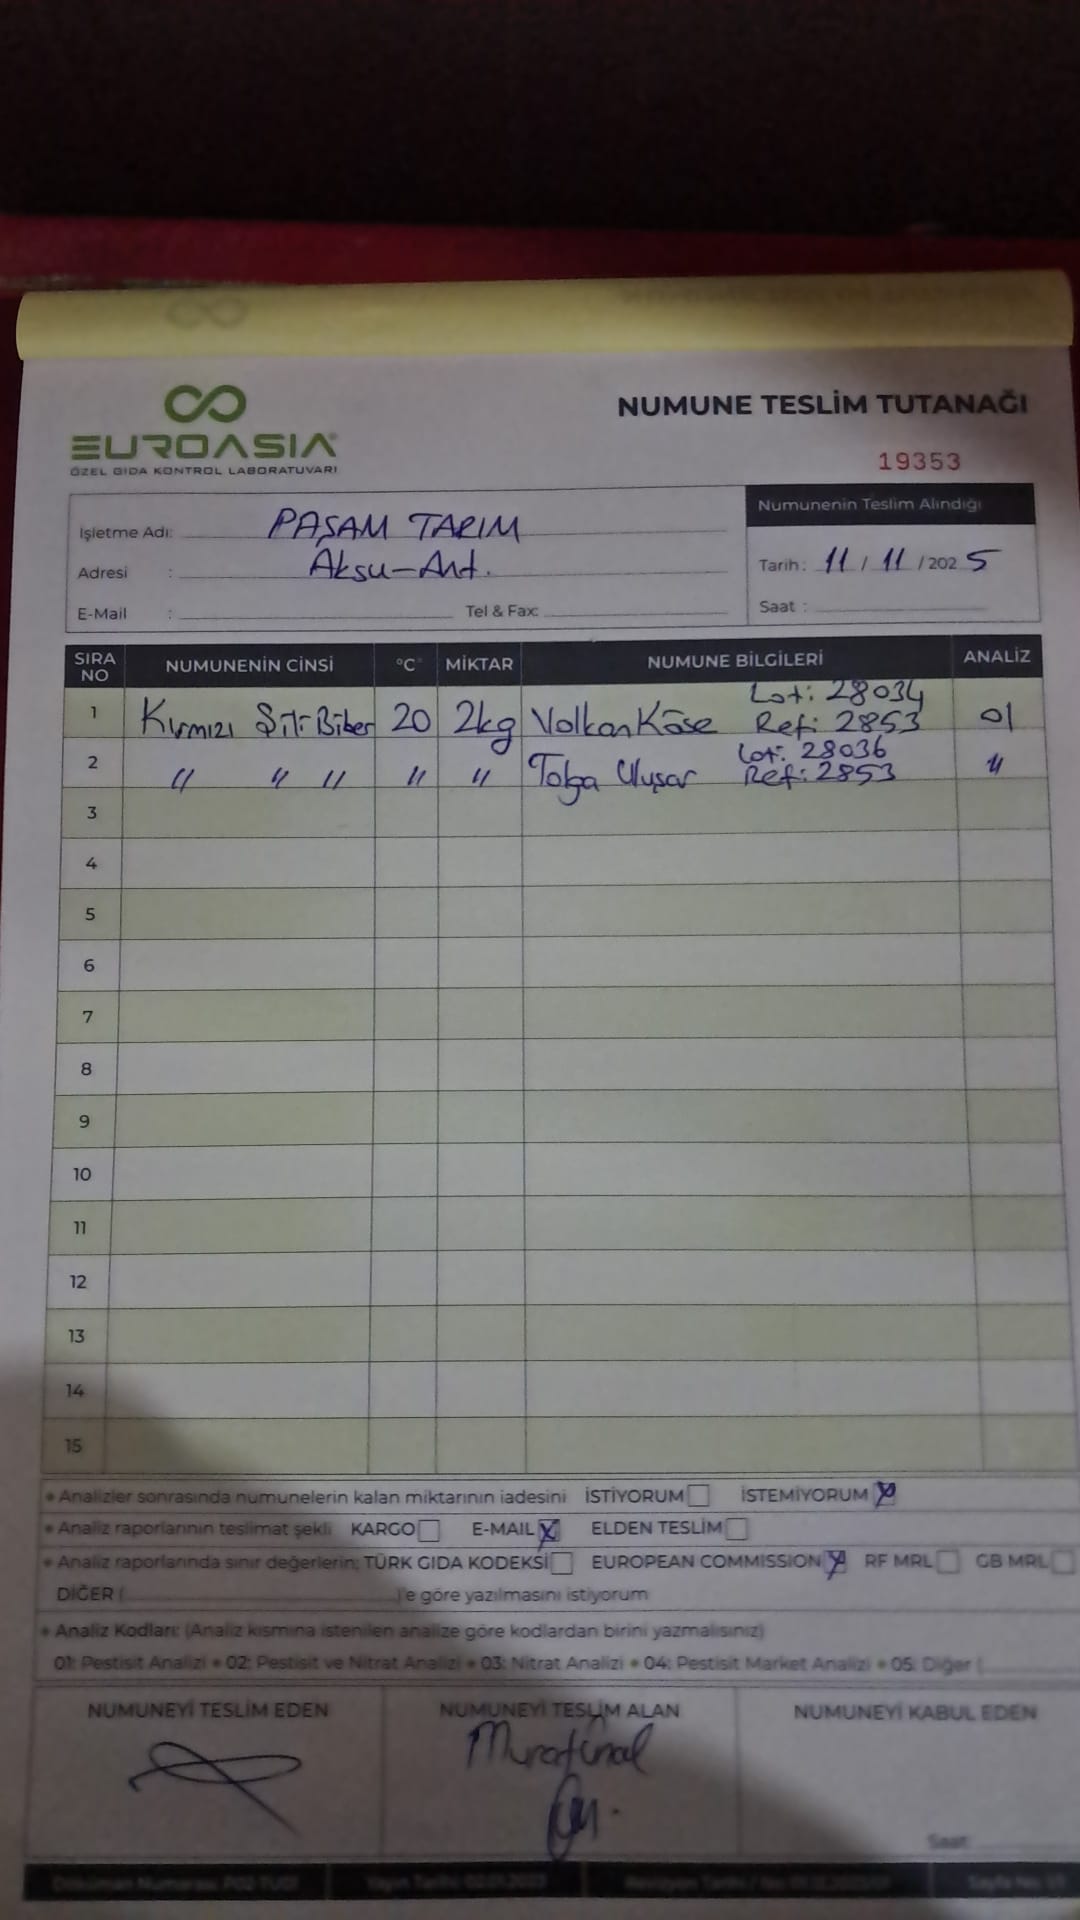 EUROASIA
ÖZEL GIDA KONTROL LABORATUVARI
NUMUNE TESLİM TUTANAĞI
19353
İşletme Adı: PAŞAM TARIM
Adresi : Aksu-Ant.
E-Mail : Tel & Fax:
Numunenin Teslim Alındığı
Tarih: 11 / 11 / 2025
Saat :
SIRA NO NUMUNENİN CİNSİ °C MİKTAR NUMUNE BİLGİLERİ ANALİZ
1 Kırmızı Şili Biber 20 2kg Volkan Köse Lot: 28034 Ref: 2853 01
2 " " " " " Tolga Uluşar Lot: 28036 Ref: 2853 "
3
4
5
6
7
8
9
10
11
12
13
14
15
• Analizler sonrasında numunelerin kalan miktarının iadesini İSTİYORUM İSTEMİYORUM X
• Analiz raporlarının teslimat şekli KARGO E-MAIL X ELDEN TESLİM
• Analiz raporlarında sınır değerlerin; TÜRK GIDA KODEKSİ EUROPEAN COMMISSION X RF MRL GB MRL
DİĞER ( )'e göre yazılmasını istiyorum
• Analiz Kodları: (Analiz kısmına istenilen analize göre kodlardan birini yazmalısınız)
01: Pestisit Analizi • 02: Pestisit ve Nitrat Analizi • 03: Nitrat Analizi • 04: Pestisit Market Analizi • 05: Diğer (
NUMUNEYİ TESLİM EDEN NUMUNEYİ TESLİM ALAN NUMUNEYİ KABUL EDEN
Murat Ünal
Saat: